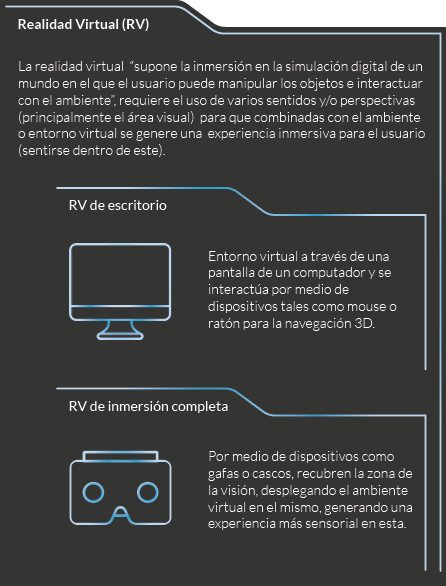 Realidad Virtual (RV)
La realidad virtual “supone la inmersión en la simulación digital de un
mundo en el que el usuario puede manipular los objetos e interactuar
con el ambiente”, requiere el uso de varios sentidos y/o perspectivas
(principalmente el área visual) para que combinadas con el ambiente
o entorno virtual se genere una experiencia inmersiva para el usuario
(sentirse dentro de este).
RV de escritorio
Entorno virtual a través de una
pantalla de un computador y se
interactúa por medio de
dispositivos tales como mouse o
ratón para la navegación 3D.
RV de inmersión completa
Por medio de dispositivos como
gafas o cascos, recubren la zona de
la visión, desplegando el ambiente
virtual en el mismo, generando una
experiencia más sensorial en esta.